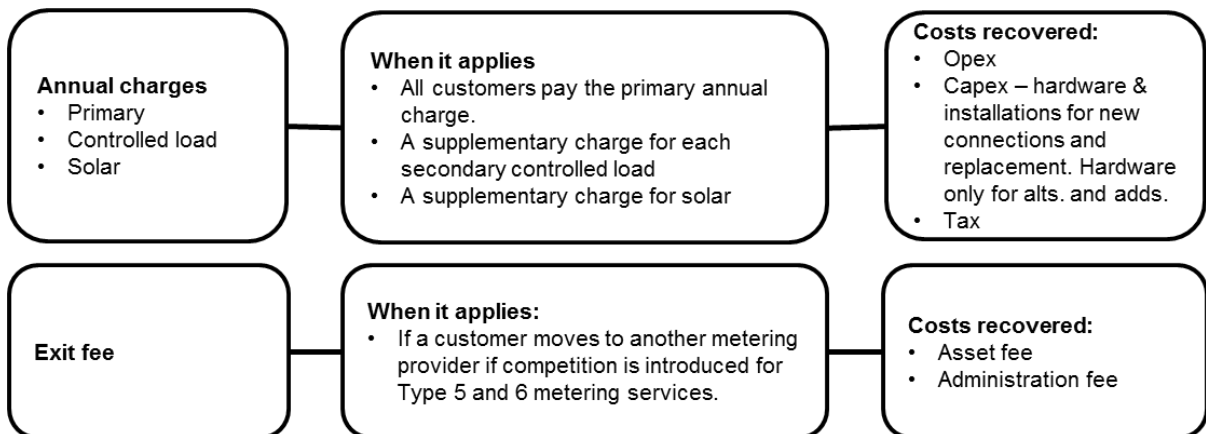 Annual charges
• Primary
• Controlled load
• Solar
When it applies
• All customers pay the primary annual
charge.
• A supplementary charge for each
secondary controlled load
• A supplementary charge for solar
Costs recovered:
• Opex
• Capex – hardware &
installations for new
connections and
replacement. Hardware
only for alts. and adds.
• Tax
Exit fee
When it applies:
• If a customer moves to another metering
provider if competition is introduced for
Type 5 and 6 metering services.
Costs recovered:
• Asset fee
• Administration fee